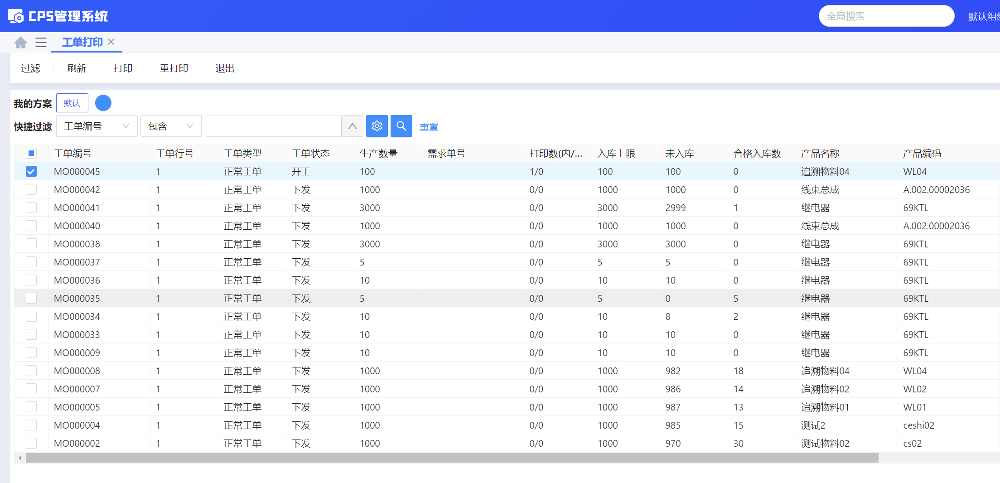 CPS管理系统
全局搜索
默认组织
工单打印
过滤 刷新 打印 重打印 退出
我的方案 默认
快捷过滤 工单编号 包含 重置
工单编号 工单行号 工单类型 工单状态 生产数量 需求单号 打印数(内/... 入库上限 未入库 合格入库数 产品名称 产品编码
MO000045 1 正常工单 开工 100 1/0 100 100 0 追溯物料04 WL04
MO000042 1 正常工单 下发 1000 0/0 1000 1000 0 线束总成 A.002.00002036
MO000041 1 正常工单 下发 3000 0/0 3000 2999 1 继电器 69KTL
MO000040 1 正常工单 下发 1000 0/0 1000 1000 0 线束总成 A.002.00002036
MO000038 1 正常工单 下发 3000 0/0 3000 3000 0 继电器 69KTL
MO000037 1 正常工单 下发 5 0/0 5 5 0 继电器 69KTL
MO000036 1 正常工单 下发 10 0/0 10 10 0 继电器 69KTL
MO000035 1 正常工单 下发 5 0/0 5 0 5 继电器 69KTL
MO000034 1 正常工单 下发 10 0/0 10 8 2 继电器 69KTL
MO000033 1 正常工单 下发 10 0/0 10 10 0 继电器 69KTL
MO000009 1 正常工单 下发 10 0/0 10 10 0 继电器 69KTL
MO000008 1 正常工单 下发 1000 0/0 1000 982 18 追溯物料04 WL04
MO000007 1 正常工单 下发 1000 0/0 1000 986 14 追溯物料02 WL02
MO000005 1 正常工单 下发 1000 0/0 1000 987 13 追溯物料01 WL01
MO000004 1 正常工单 下发 1000 0/0 1000 985 15 测试2 ceshi02
MO000002 1 正常工单 下发 1000 0/0 1000 970 30 测试物料02 cs02